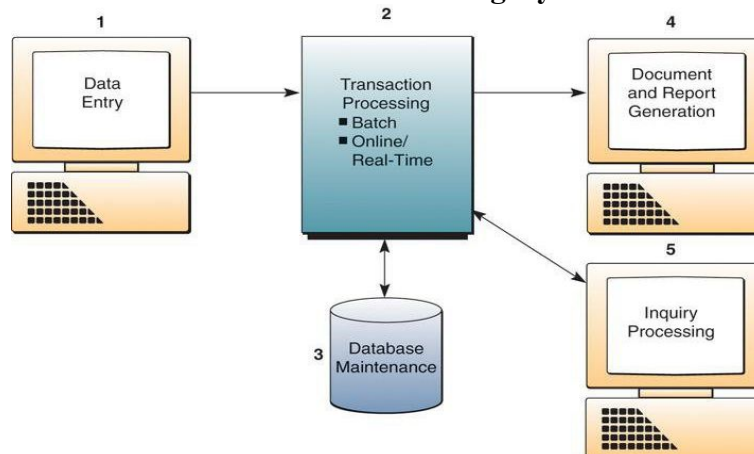 1
Data
Entry
2
Transaction
Processing
■ Batch
■ Online/
Real-Time
3
Database
Maintenance
4
Document
and Report
Generation
5
Inquiry
Processing